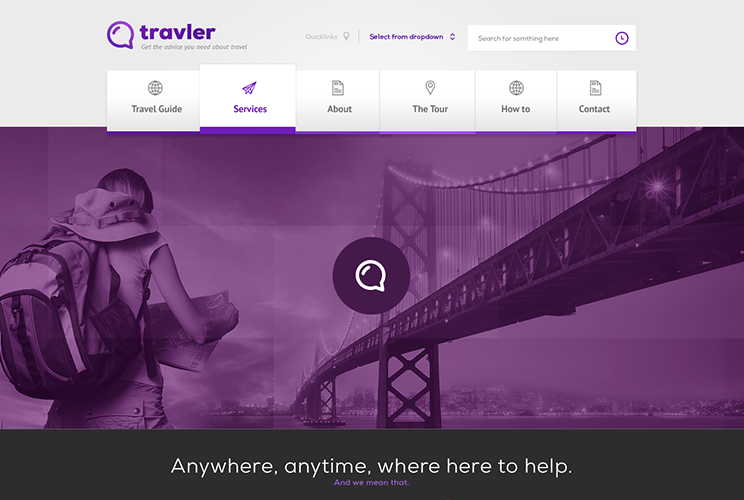 travler
Get the advice you need about travel
Quicklinks
Select from dropdown
Search for somthing here
Travel Guide
Services
About
The Tour
How to
Contact
Anywhere, anytime, where here to help.
And we mean that.